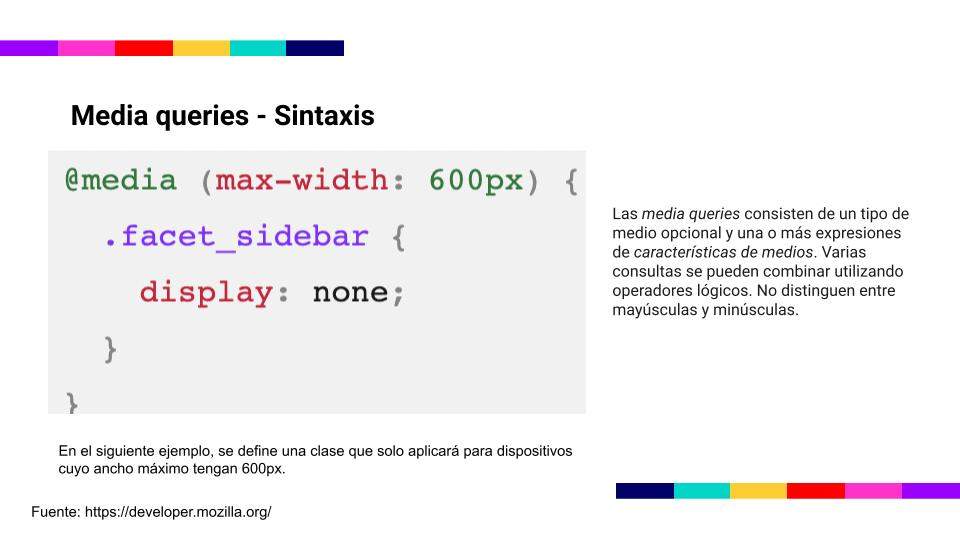 Media queries - Sintaxis
@media (max-width: 600px) {
.facet_sidebar {
display: none;
}
}
Las media queries consisten de un tipo de
medio opcional y una o más expresiones
de características de medios. Varias
consultas se pueden combinar utilizando
operadores lógicos. No distinguen entre
mayúsculas y minúsculas.
En el siguiente ejemplo, se define una clase que solo aplicará para dispositivos
cuyo ancho máximo tengan 600px.
Fuente: https://developer.mozilla.org/